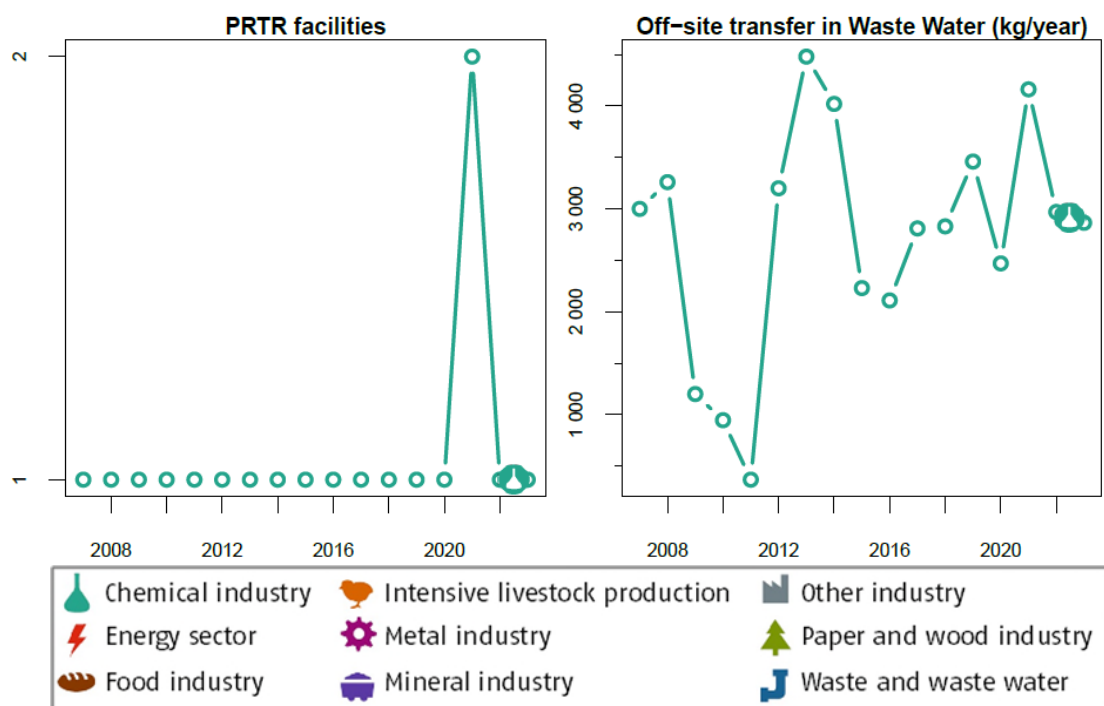 PRTR facilities
2
1
2008 2012 2016 2020
Off−site transfer in Waste Water (kg/year)
4 000
3 000
2 000
1 000
2008 2012 2016 2020
Chemical industry Intensive livestock production Other industry
Energy sector Metal industry Paper and wood industry
Food industry Mineral industry Waste and waste water